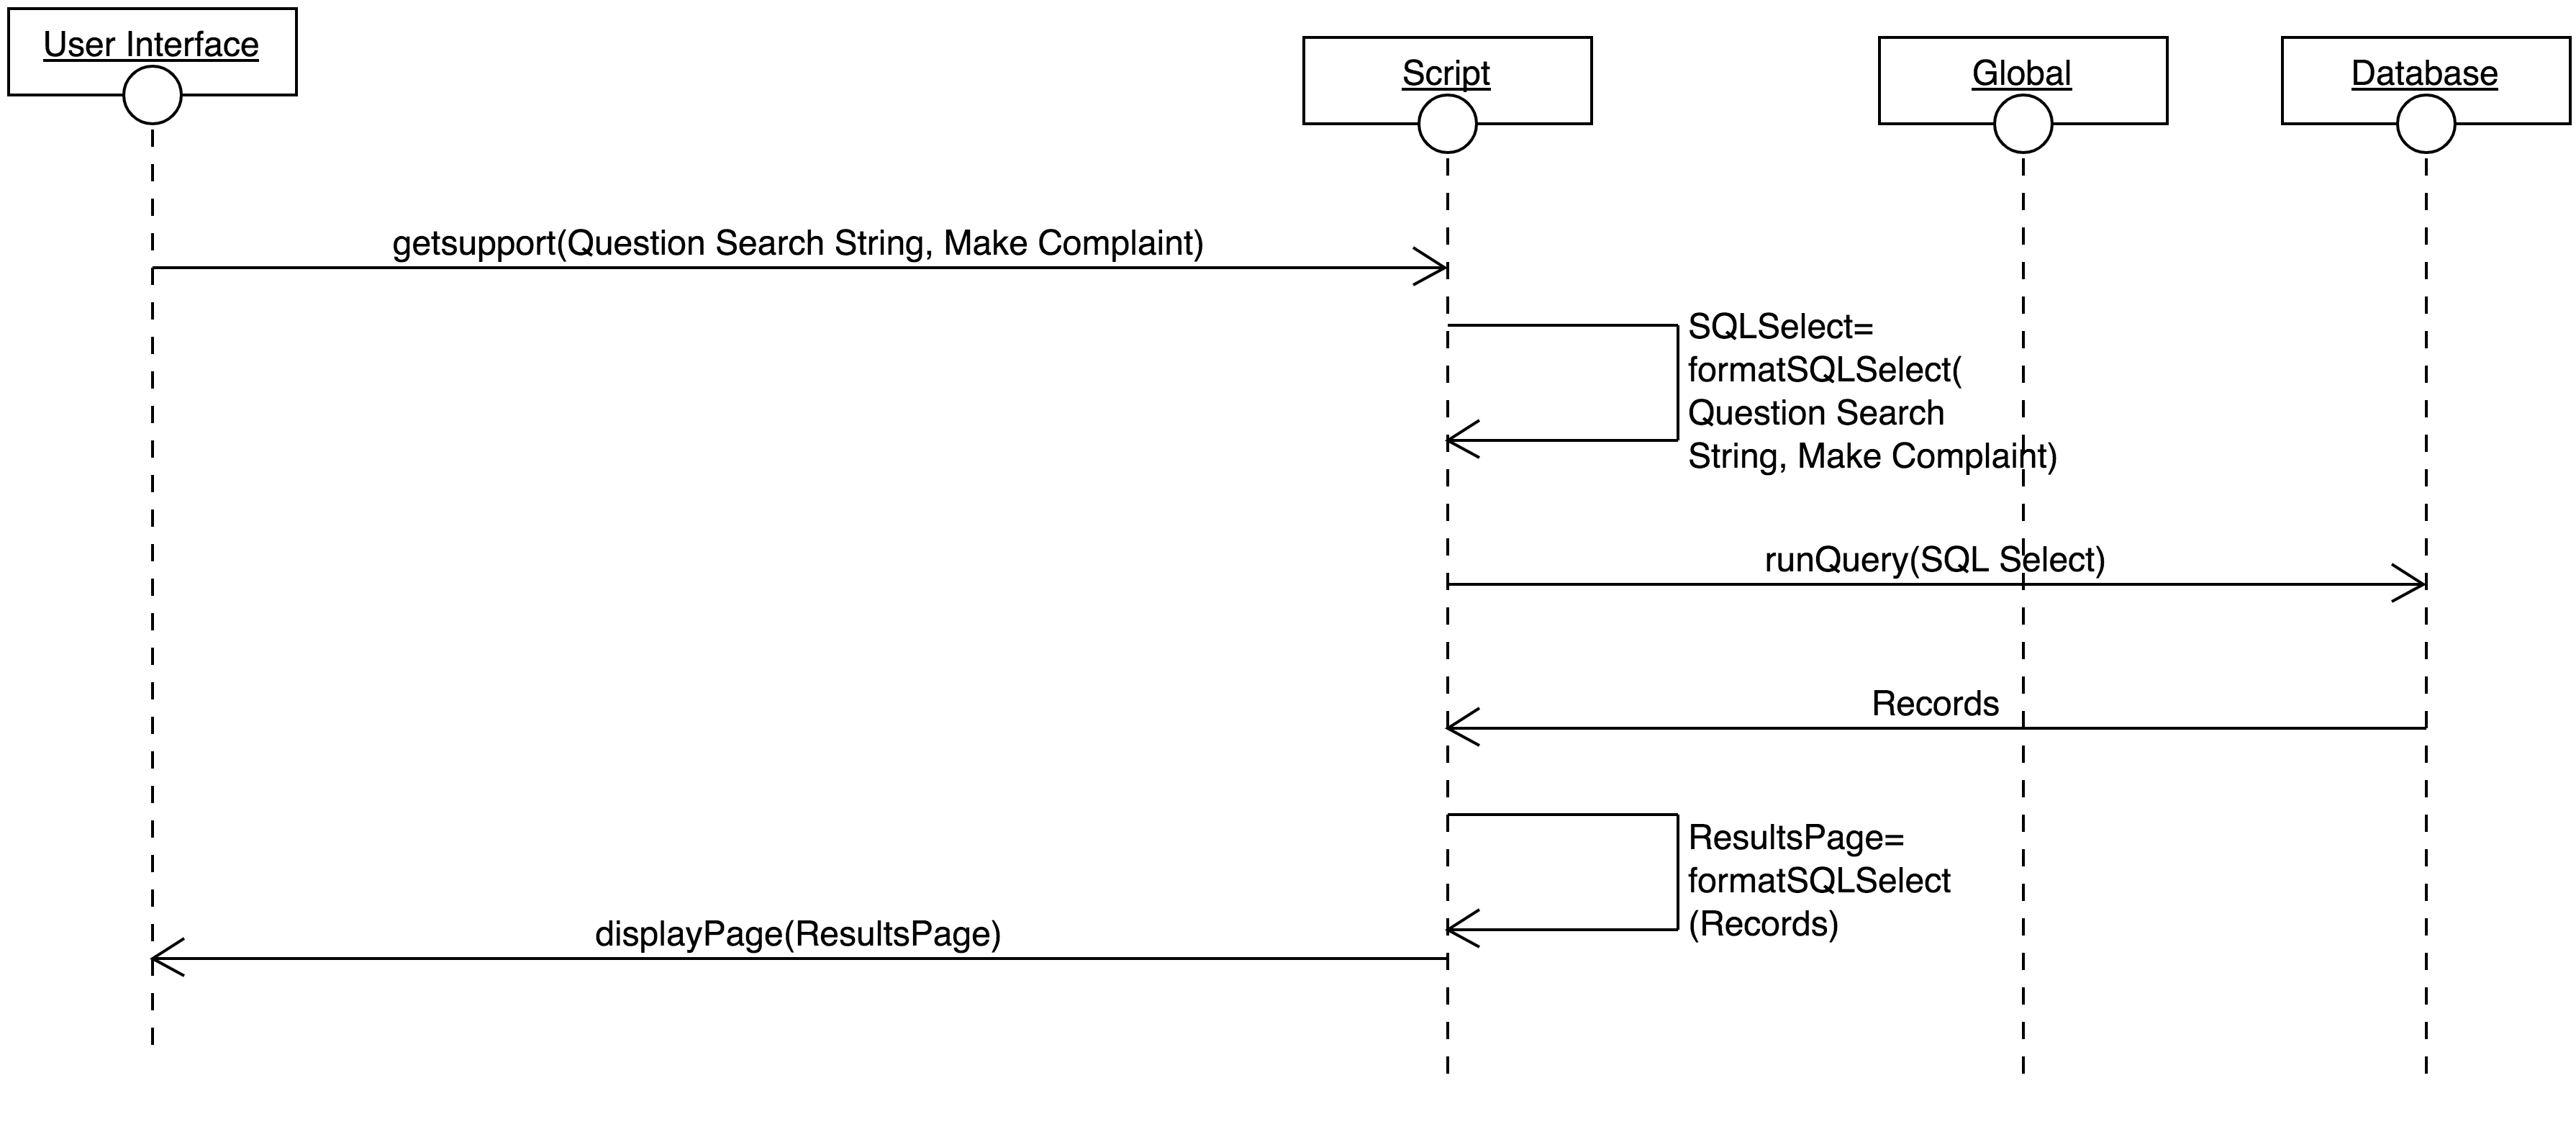 User Interface
Script
Global
Database
getsupport(Question Search String, Make Complaint)
SQLSelect=
formatSQLSelect(
Question Search
String, Make Complaint)
runQuery(SQL Select)
Records
ResultsPage=
formatSQLSelect
(Records)
displayPage(ResultsPage)